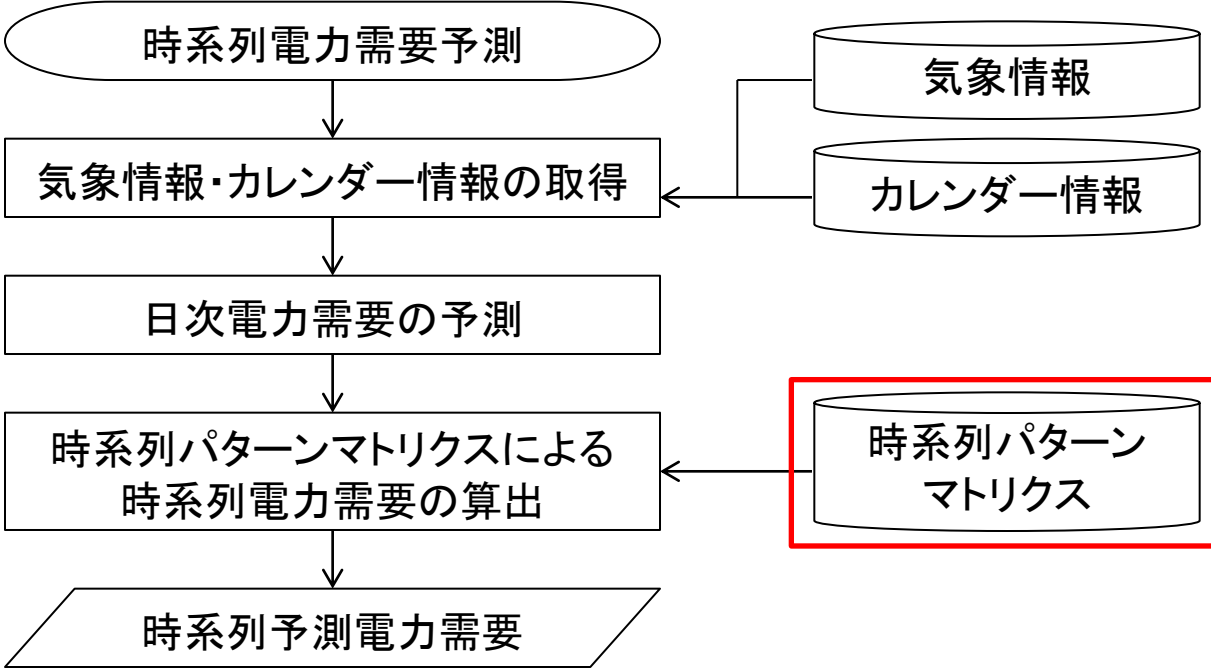 時系列電力需要予測
気象情報
気象情報・カレンダー情報の取得
カレンダー情報
日次電力需要の予測
時系列パターンマトリクスによる
時系列電力需要の算出
時系列パターン
マトリクス
時系列予測電力需要